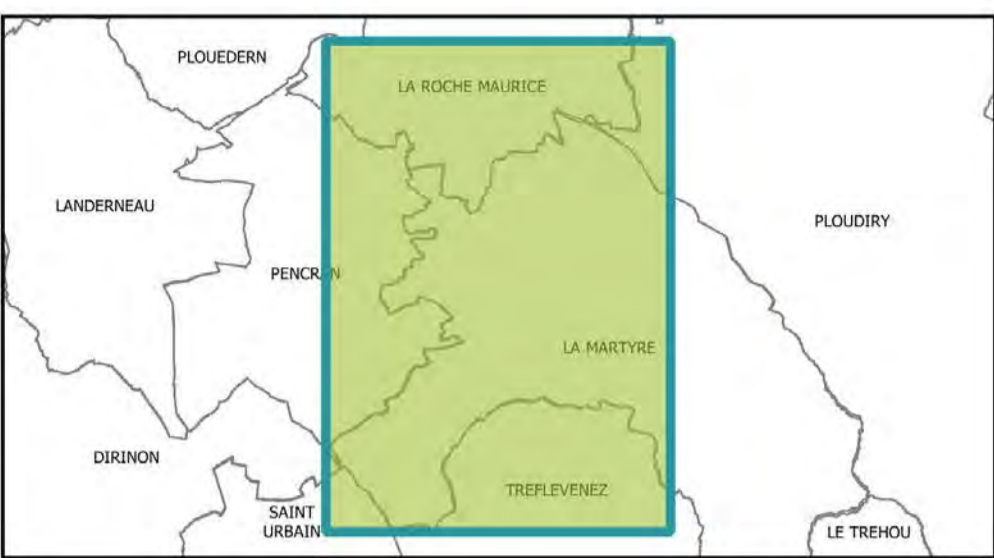 PLOUEDERN
LA ROCHE MAURICE
LANDERNEAU
PLOUDIRY
PENCRAN
LA MARTYRE
DIRINON
TREFLEVENEZ
SAINT
URBAIN
LE TREHOU